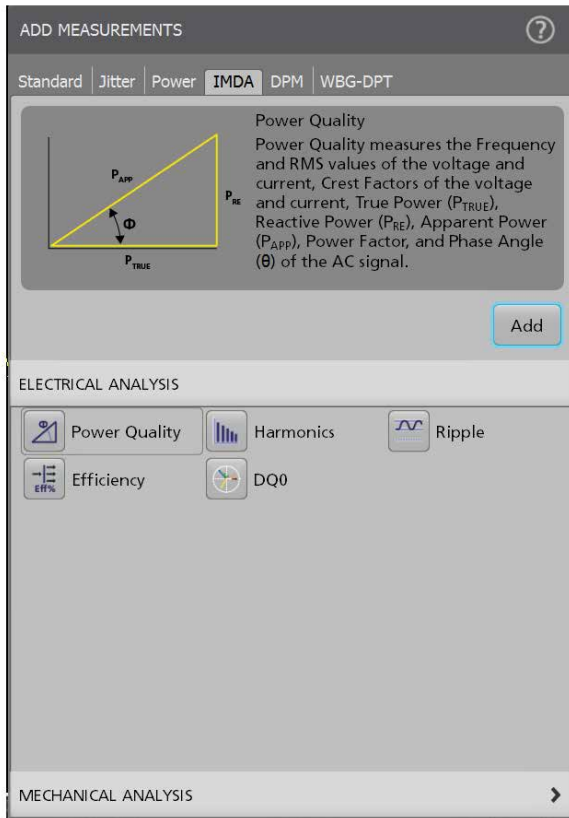 ADD MEASUREMENTS
?
Standard Jitter Power IMDA DPM WBG-DPT
Power Quality
Power Quality measures the Frequency
and RMS values of the voltage and
current, Crest Factors of the voltage
and current, True Power (PTRUE),
Reactive Power (PRE), Apparent Power
(PAPP), Power Factor, and Phase Angle
(θ) of the AC signal.
PAPP
PRE
Φ
PTRUE
Add
ELECTRICAL ANALYSIS
Φ Power Quality Harmonics Ripple
Eff% Efficiency DQ0
MECHANICAL ANALYSIS